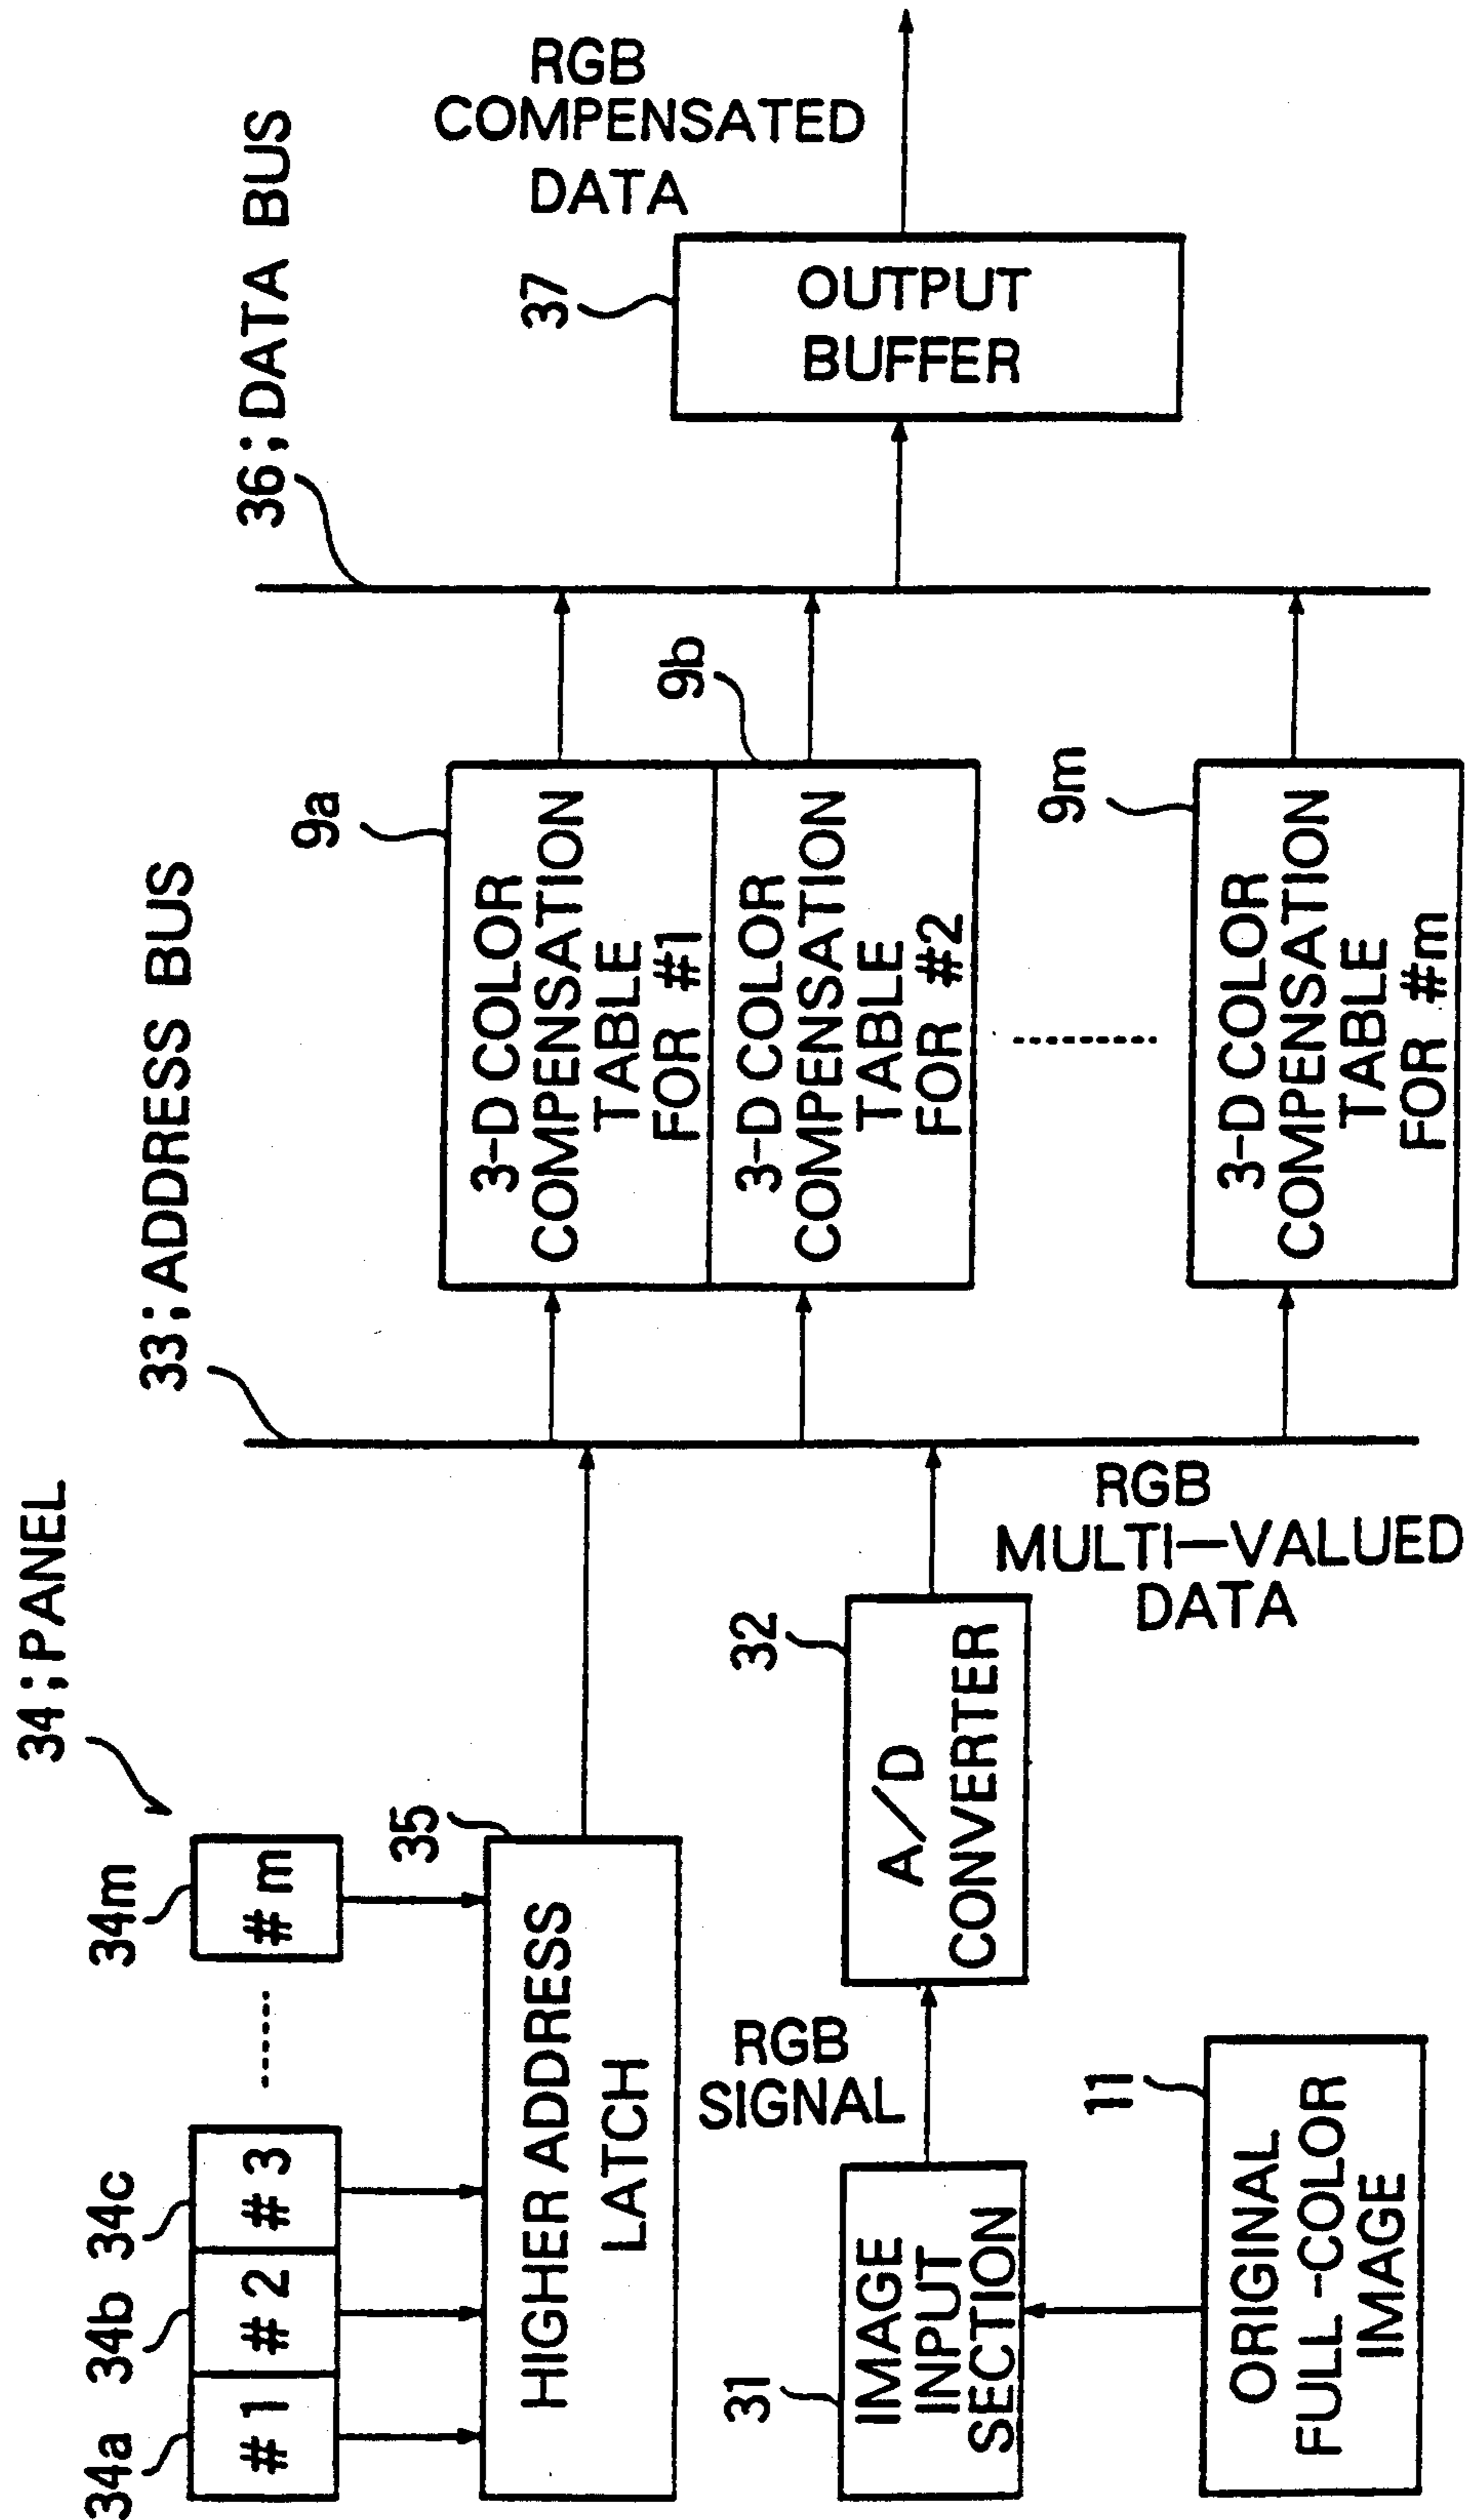 34 ; PANEL
34a
34b
34c
34m
# 1
# 2
# 3
# m
35
HIGHER ADDRESS
LATCH
33 ; ADDRESS BUS
36 ; DATA BUS
9a
3-D COLOR
COMPENSATION
TABLE
FOR #1
9b
3-D COLOR
COMPENSATION
TABLE
FOR #2
9m
3-D COLOR
COMPENSATION
TABLE
FOR #m
31
IMAGE
INPUT
SECTION
RGB
SIGNAL
32
A/D
CONVERTER
RGB
MULTI-VALUED
DATA
11
ORIGINAL
FULL-COLOR
IMAGE
37
OUTPUT
BUFFER
RGB
COMPENSATED
DATA